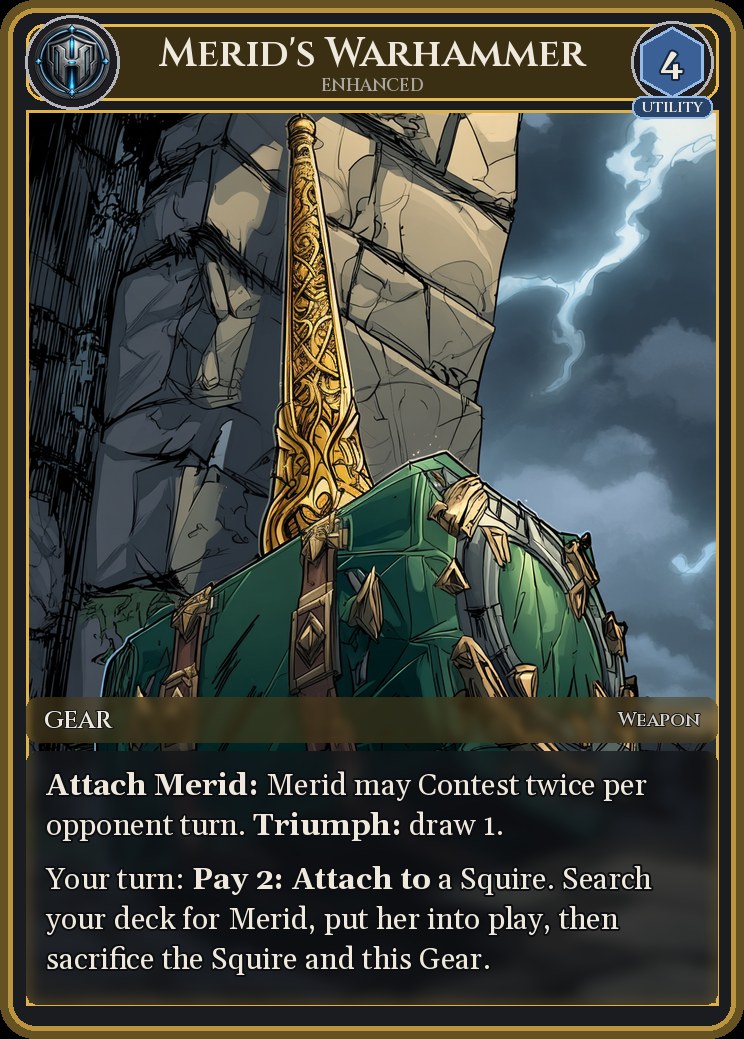 MERID'S WARHAMMER
ENHANCED
4
UTILITY
GEAR
WEAPON
Attach Merid: Merid may Contest twice per
opponent turn. Triumph: draw 1.
Your turn: Pay 2: Attach to a Squire. Search
your deck for Merid, put her into play, then
sacrifice the Squire and this Gear.